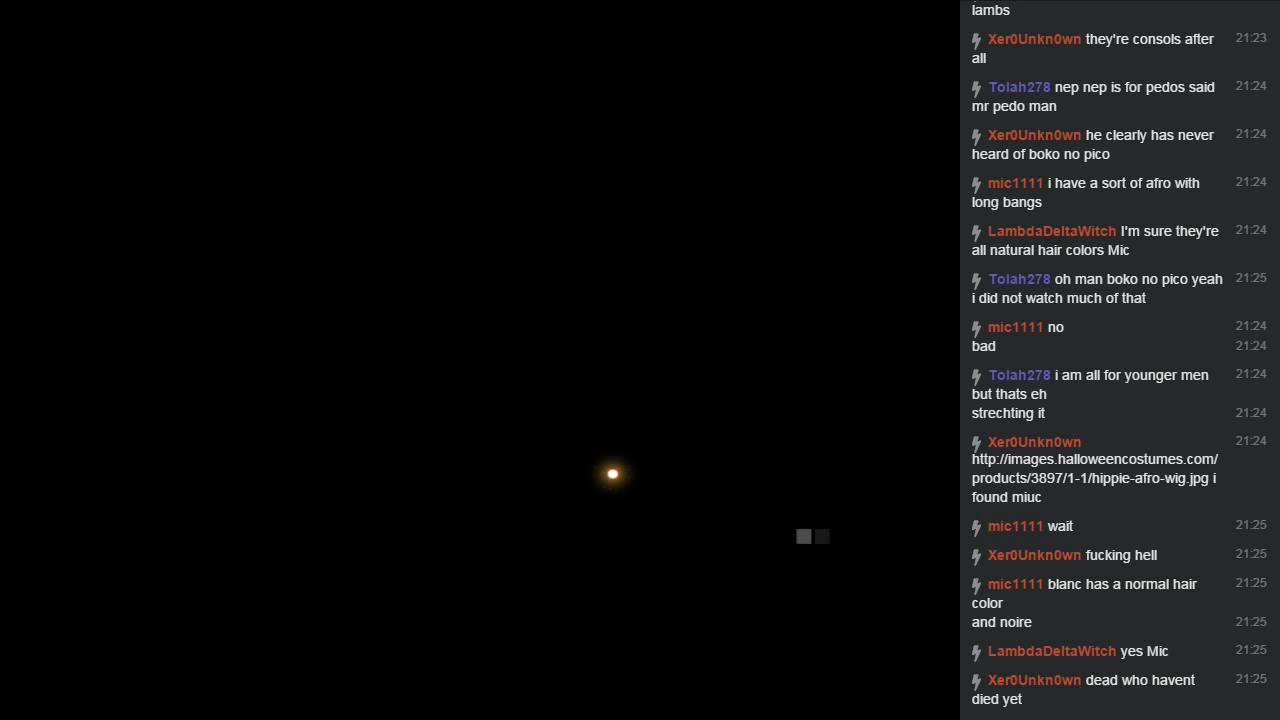 lambs
Xer0Unkn0wn they're consols after 21:23
all
Tolah278 nep nep is for pedos said 21:24
mr pedo man
Xer0Unkn0wn he clearly has never 21:24
heard of boko no pico
mic1111 i have a sort of afro with 21:24
long bangs
LambdaDeltaWitch I'm sure they're 21:24
all natural hair colors Mic
Tolah278 oh man boko no pico yeah 21:25
i did not watch much of that
mic1111 no 21:24
bad 21:24
Tolah278 i am all for younger men 21:24
but thats eh
strechting it 21:24
Xer0Unkn0wn 21:24
http://images.halloweencostumes.com/
products/3897/1-1/hippie-afro-wig.jpg i
found miuc
mic1111 wait 21:25
Xer0Unkn0wn fucking hell 21:25
mic1111 blanc has a normal hair 21:25
color
and noire 21:25
LambdaDeltaWitch yes Mic 21:25
Xer0Unkn0wn dead who havent 21:25
died yet